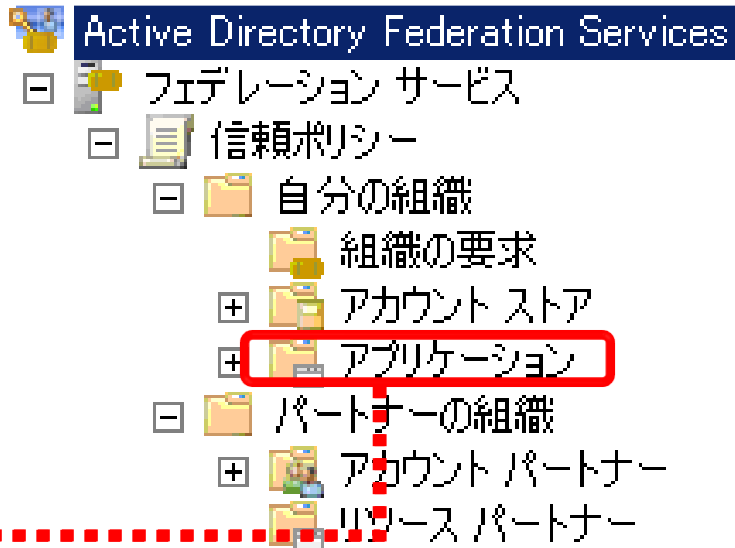 Active Directory Federation Services
フェデレーション サービス
信頼ポリシー
自分の組織
組織の要求
アカウント ストア
アプリケーション
パートナーの組織
アカウント パートナー
リソース パートナー